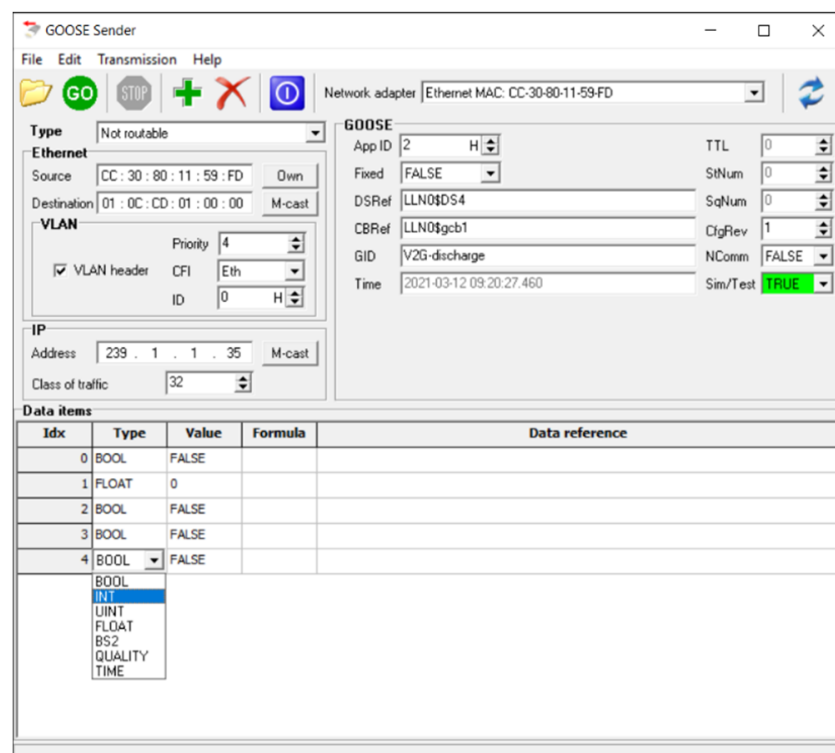 GOOSE Sender
File Edit Transmission Help
GO STOP Network adapter Ethernet MAC: CC-30-80-11-59-FD
Type Not routable
Ethernet
Source CC : 30 : 80 : 11 : 59 : FD Own
Destination 01 : 0C : CD : 01 : 00 : 00 M-cast
VLAN
Priority 4
VLAN header CFI Eth
ID 0 H
IP
Address 239 . 1 . 1 . 35 M-cast
Class of traffic 32
GOOSE
App ID 2 H TTL 0
Fixed FALSE StNum 0
DSRef LLN0$DS4 SqNum 0
CBRef LLN0$gcb1 CfgRev 1
GID V2G-discharge NComm FALSE
Time 2021-03-12 09:20:27.460 Sim/Test TRUE
Data items
Idx Type Value Formula Data reference
0 BOOL FALSE
1 FLOAT 0
2 BOOL FALSE
3 BOOL FALSE
4 BOOL FALSE
BOOL
INT
UINT
FLOAT
BS2
QUALITY
TIME